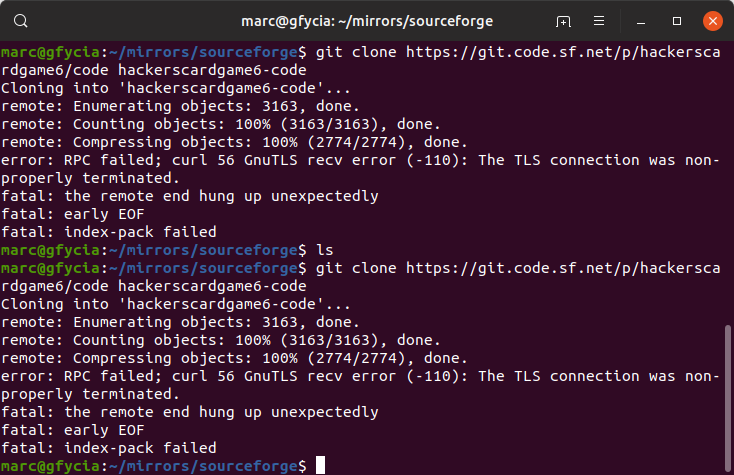 marc@gfycia: ~/mirrors/sourceforge
marc@gfycia:~/mirrors/sourceforge$ git clone https://git.code.sf.net/p/hackersca
rdgame6/code hackerscardgame6-code
Cloning into 'hackerscardgame6-code'...
remote: Enumerating objects: 3163, done.
remote: Counting objects: 100% (3163/3163), done.
remote: Compressing objects: 100% (2774/2774), done.
error: RPC failed; curl 56 GnuTLS recv error (-110): The TLS connection was non-
properly terminated.
fatal: the remote end hung up unexpectedly
fatal: early EOF
fatal: index-pack failed
marc@gfycia:~/mirrors/sourceforge$ ls
marc@gfycia:~/mirrors/sourceforge$ git clone https://git.code.sf.net/p/hackersca
rdgame6/code hackerscardgame6-code
Cloning into 'hackerscardgame6-code'...
remote: Enumerating objects: 3163, done.
remote: Counting objects: 100% (3163/3163), done.
remote: Compressing objects: 100% (2774/2774), done.
error: RPC failed; curl 56 GnuTLS recv error (-110): The TLS connection was non-
properly terminated.
fatal: the remote end hung up unexpectedly
fatal: early EOF
fatal: index-pack failed
marc@gfycia:~/mirrors/sourceforge$